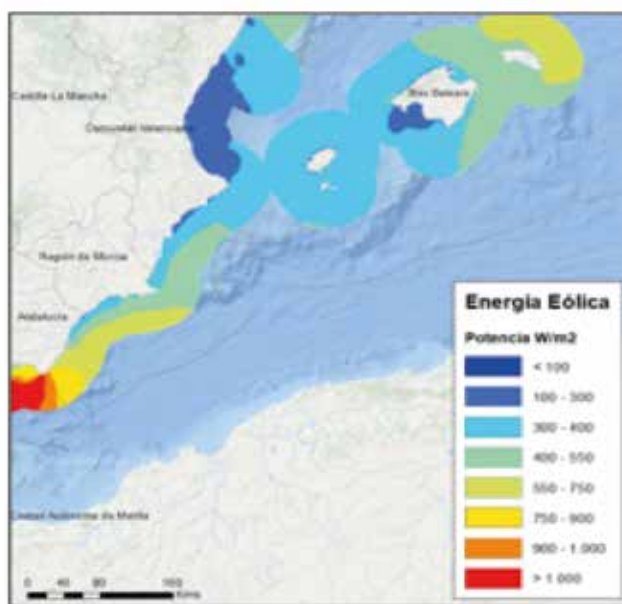 Castilla-La Mancha
Comunitat Valenciana
Illes Balears
Región de Murcia
Andalucía
Ciudad Autónoma de Melilla
Energía Eólica
Potencia W/m2
< 100
100 - 300
300 - 400
400 - 550
550 - 750
750 - 900
900 - 1.000
> 1.000
0 40 80 160
Kms